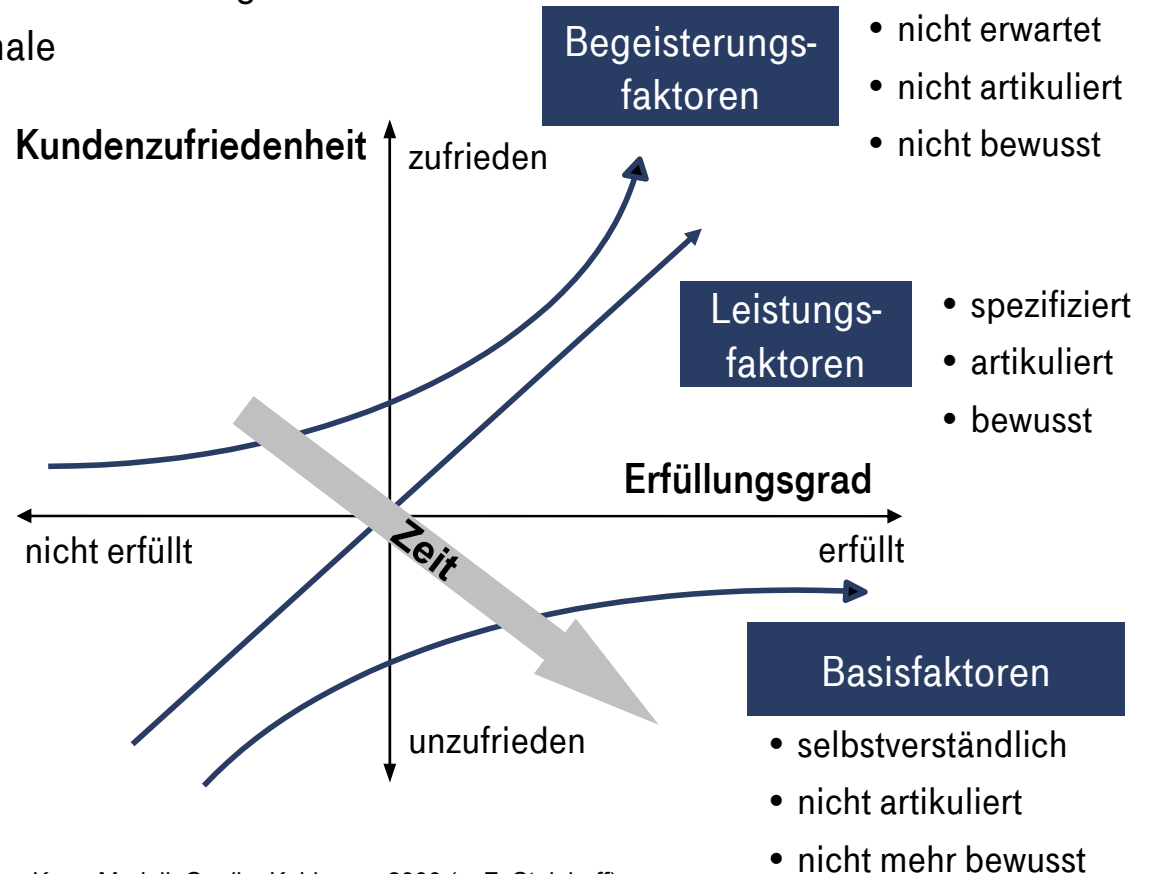 Begeisterungs-
faktoren
• nicht erwartet
• nicht artikuliert
• nicht bewusst
Kundenzufriedenheit
zufrieden
Leistungs-
faktoren
• spezifiziert
• artikuliert
• bewusst
Erfüllungsgrad
nicht erfüllt
erfüllt
Zeit
Basisfaktoren
unzufrieden
• selbstverständlich
• nicht artikuliert
• nicht mehr bewusst